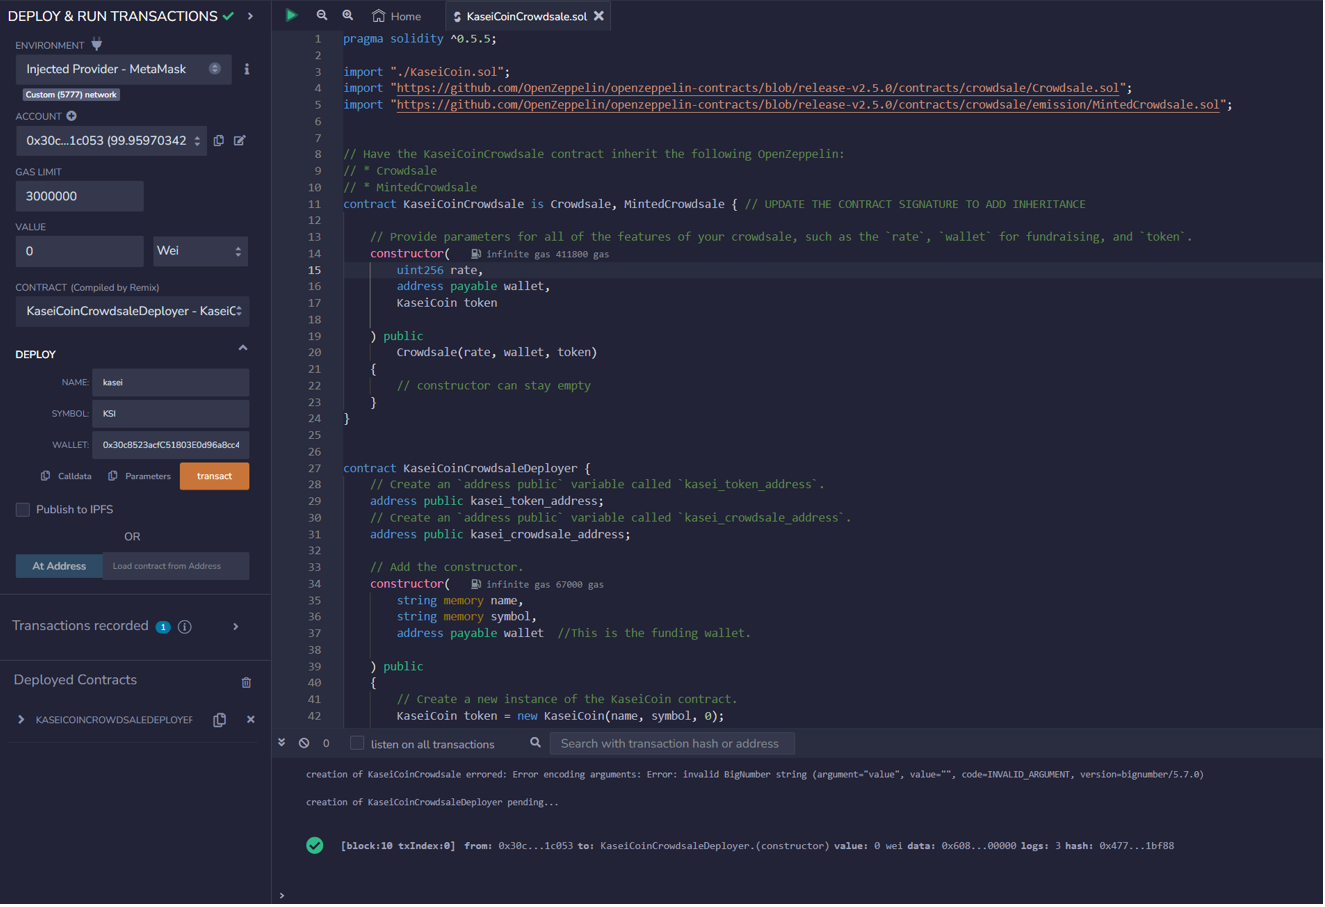 DEPLOY & RUN TRANSACTIONS
ENVIRONMENT
Injected Provider - MetaMask
Custom (5777) network
ACCOUNT
0x30c...1c053 (99.95970342
GAS LIMIT
3000000
VALUE
0 Wei
CONTRACT (Compiled by Remix)
KaseiCoinCrowdsaleDeployer - KaseiC
DEPLOY
NAME: kasei
SYMBOL: KSI
WALLET: 0x30c8523acfC51803E0d96a8cc4
Calldata Parameters transact
Publish to IPFS
OR
At Address Load contract from Address
Transactions recorded 1
Deployed Contracts
KASEICOINCROWDSALEDEPLOYER
Home KaseiCoinCrowdsale.sol
1 pragma solidity ^0.5.5;
2
3 import "./KaseiCoin.sol";
4 import "https://github.com/OpenZeppelin/openzeppelin-contracts/blob/release-v2.5.0/contracts/crowdsale/Crowdsale.sol";
5 import "https://github.com/OpenZeppelin/openzeppelin-contracts/blob/release-v2.5.0/contracts/crowdsale/emission/MintedCrowdsale.sol";
6
7
8 // Have the KaseiCoinCrowdsale contract inherit the following OpenZeppelin:
9 // * Crowdsale
10 // * MintedCrowdsale
11 contract KaseiCoinCrowdsale is Crowdsale, MintedCrowdsale { // UPDATE THE CONTRACT SIGNATURE TO ADD INHERITANCE
12
13 // Provide parameters for all of the features of your crowdsale, such as the `rate`, `wallet` for fundraising, and `token`.
14 constructor( infinite gas 411800 gas
15 uint256 rate,
16 address payable wallet,
17 KaseiCoin token
18
19 ) public
20 Crowdsale(rate, wallet, token)
21 {
22 // constructor can stay empty
23 }
24 }
25
26
27 contract KaseiCoinCrowdsaleDeployer {
28 // Create an `address public` variable called `kasei_token_address`.
29 address public kasei_token_address;
30 // Create an `address public` variable called `kasei_crowdsale_address`.
31 address public kasei_crowdsale_address;
32
33 // Add the constructor.
34 constructor( infinite gas 67000 gas
35 string memory name,
36 string memory symbol,
37 address payable wallet //This is the funding wallet.
38
39 ) public
40 {
41 // Create a new instance of the KaseiCoin contract.
42 KaseiCoin token = new KaseiCoin(name, symbol, 0);
0 listen on all transactions Search with transaction hash or address
creation of KaseiCoinCrowdsale errored: Error encoding arguments: Error: invalid BigNumber string (argument="value", value="", code=INVALID_ARGUMENT, version=bignumber/5.7.0)
creation of KaseiCoinCrowdsaleDeployer pending...
[block:10 txIndex:0] from: 0x30c...1c053 to: KaseiCoinCrowdsaleDeployer.(constructor) value: 0 wei data: 0x608...00000 logs: 3 hash: 0x477...1bf88
>